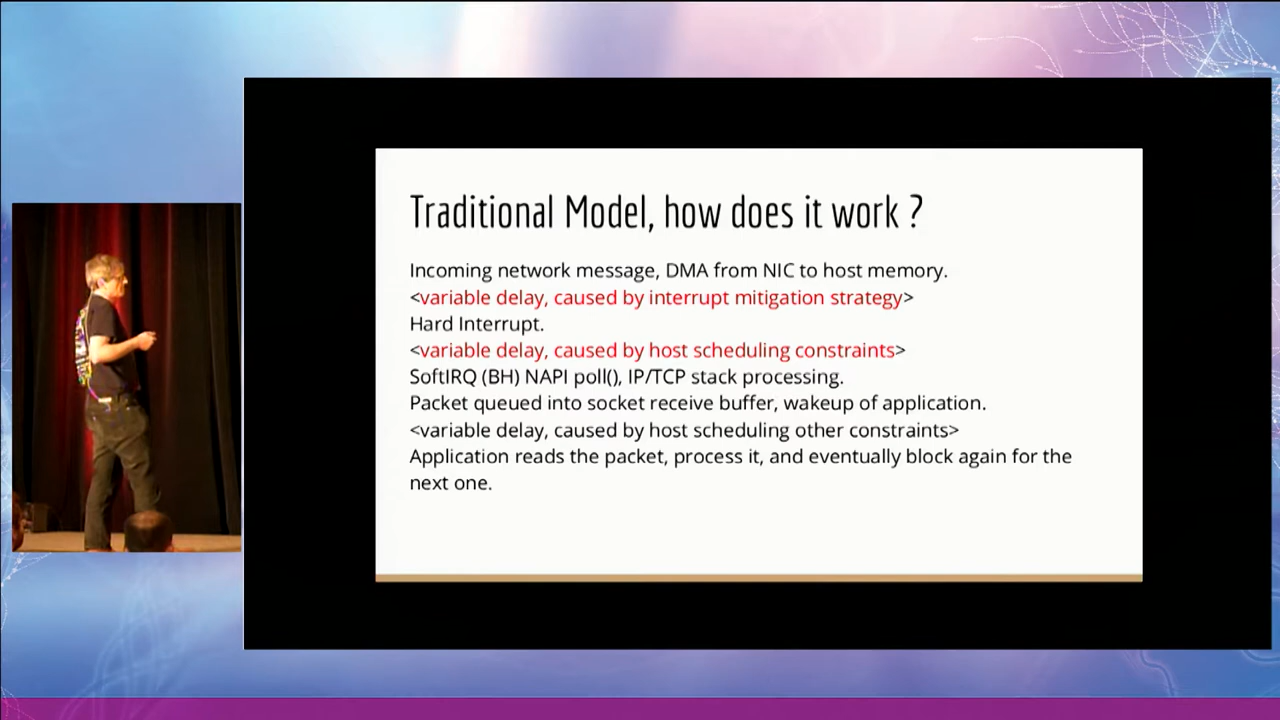 Traditional Model, how does it work ?
Incoming network message, DMA from NIC to host memory.
<variable delay, caused by interrupt mitigation strategy>
Hard Interrupt.
<variable delay, caused by host scheduling constraints>
SoftIRQ (BH) NAPI poll(), IP/TCP stack processing.
Packet queued into socket receive buffer, wakeup of application.
<variable delay, caused by host scheduling other constraints>
Application reads the packet, process it, and eventually block again for the
next one.